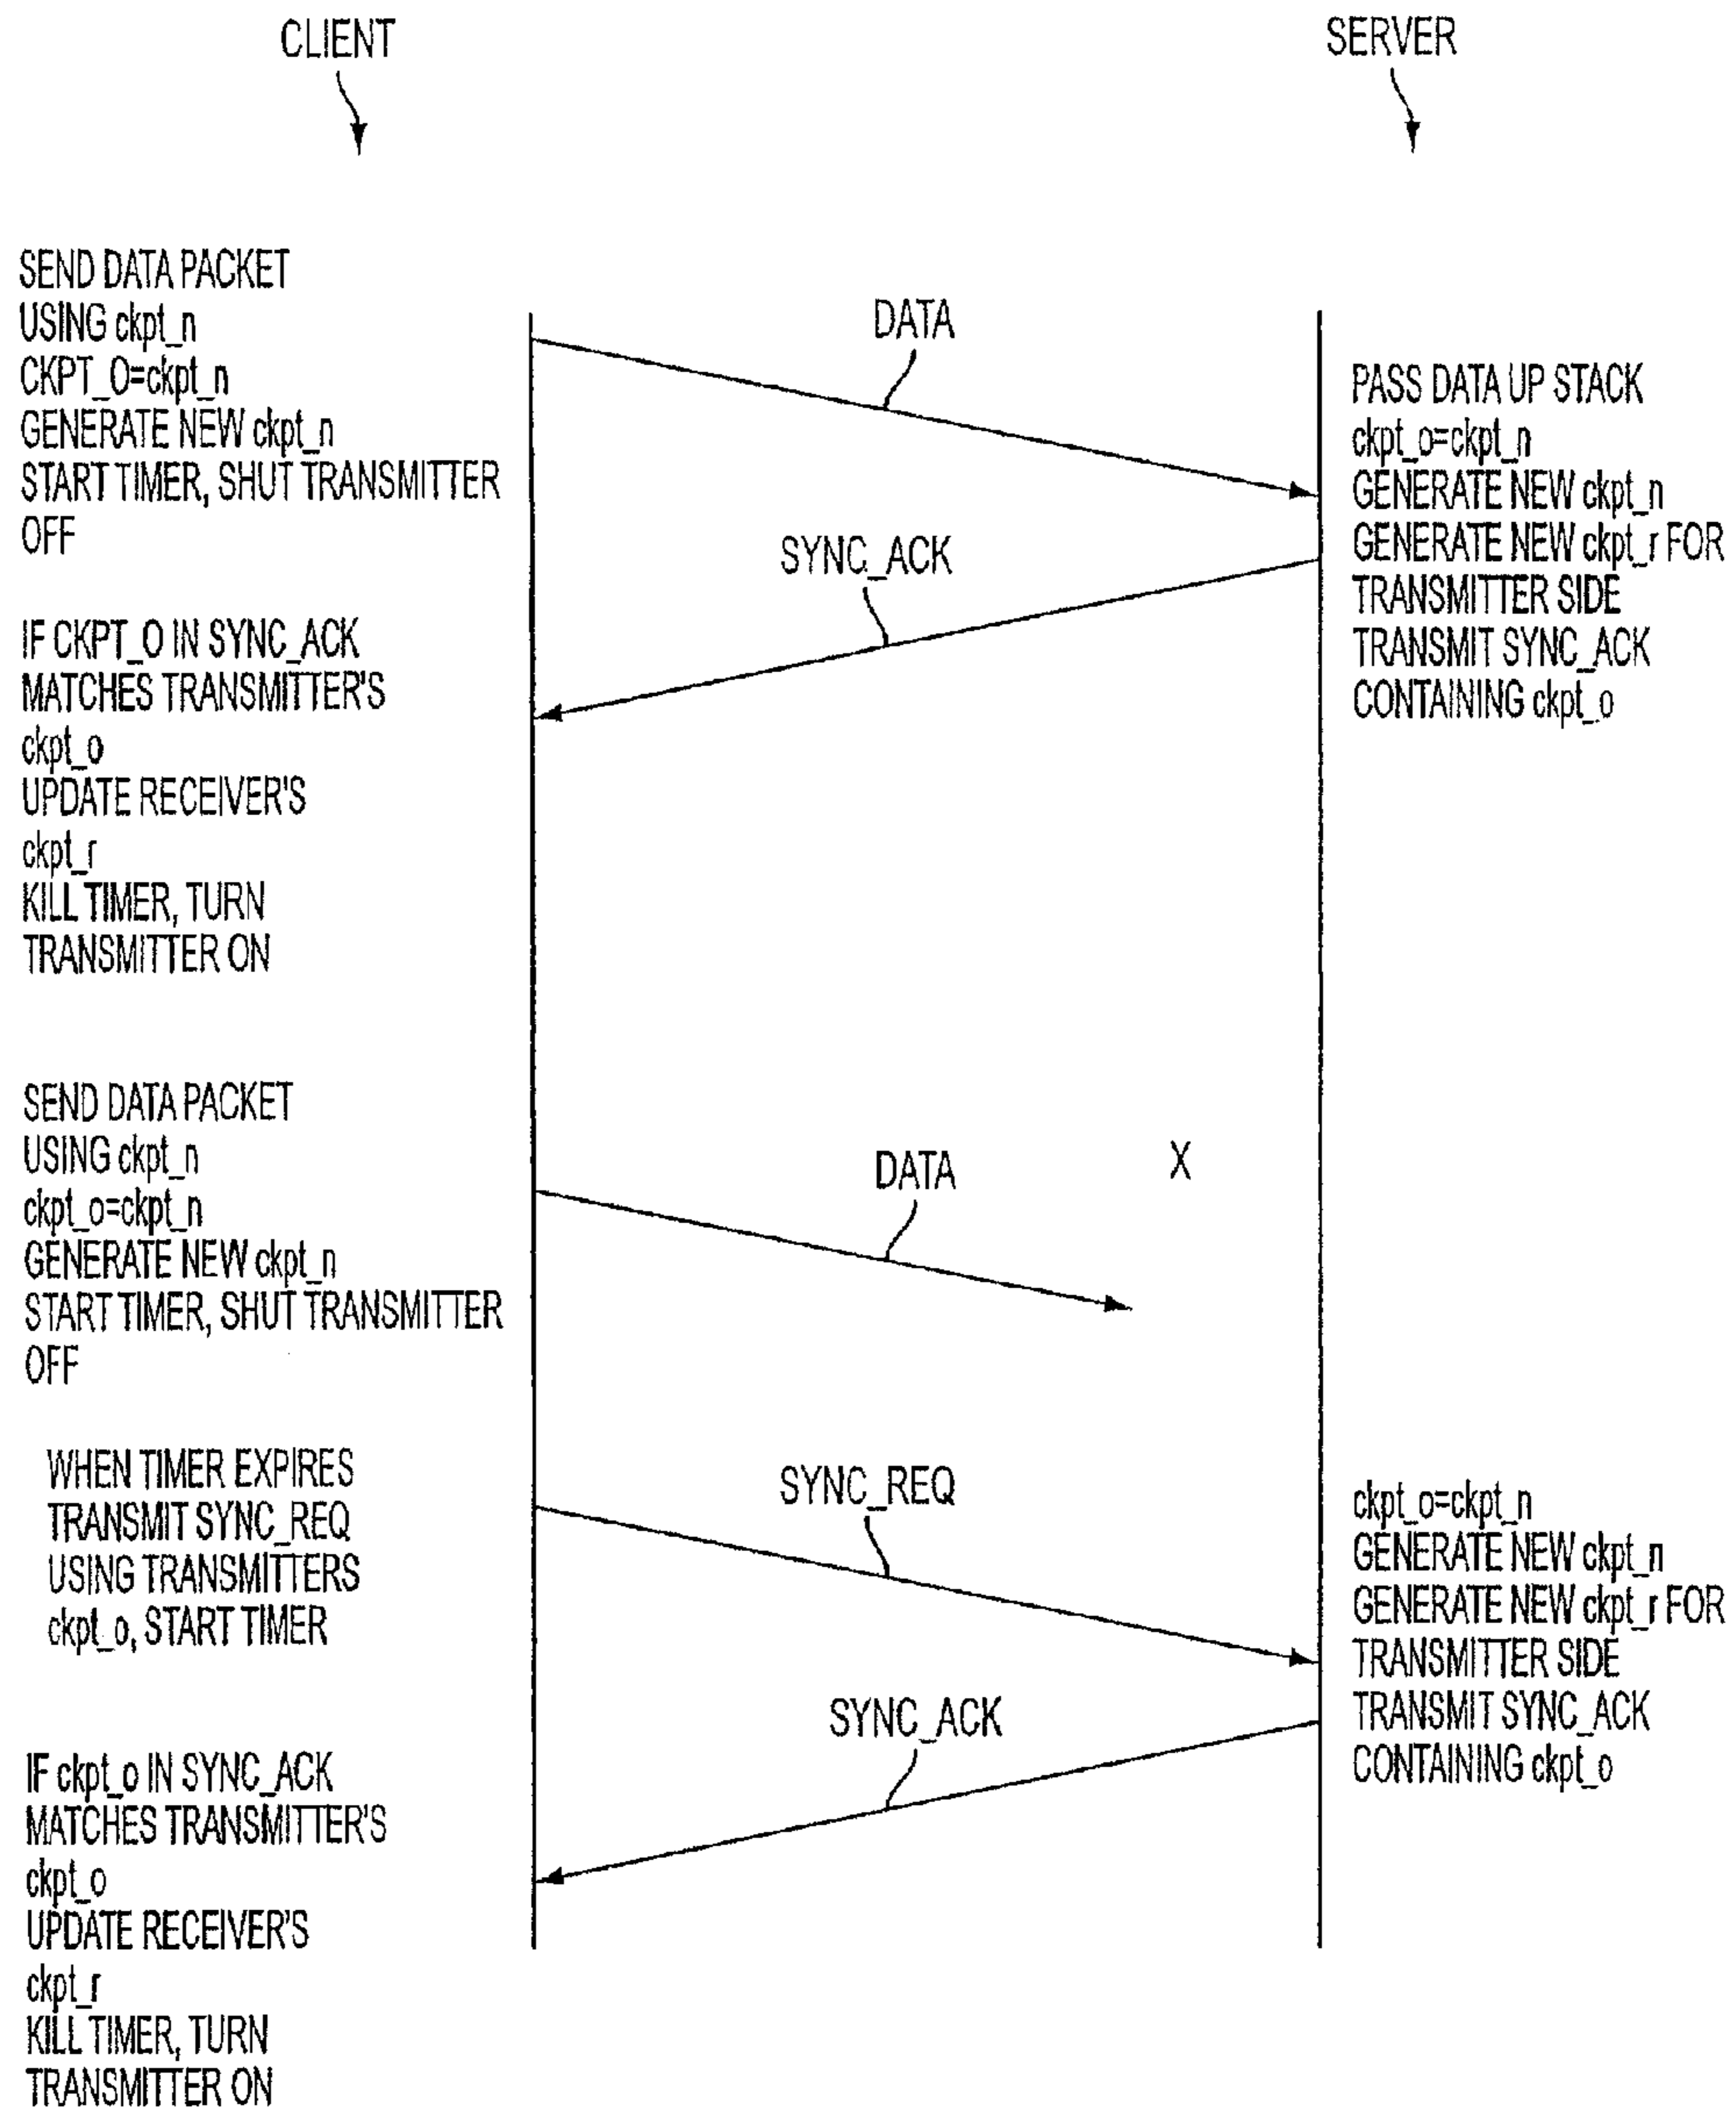 CLIENT
SERVER
SEND DATA PACKET
USING ckpt_n
CKPT_O=ckpt_n
GENERATE NEW ckpt_n
START TIMER, SHUT TRANSMITTER
OFF
DATA
PASS DATA UP STACK
ckpt_o=ckpt_n
GENERATE NEW ckpt_n
GENERATE NEW ckpt_r FOR
TRANSMITTER SIDE
TRANSMIT SYNC_ACK
CONTAINING ckpt_o
SYNC_ACK
IF CKPT_O IN SYNC_ACK
MATCHES TRANSMITTER'S
ckpt_o
UPDATE RECEIVER'S
ckpt_r
KILL TIMER, TURN
TRANSMITTER ON
SEND DATA PACKET
USING ckpt_n
ckpt_o=ckpt_n
GENERATE NEW ckpt_n
START TIMER, SHUT TRANSMITTER
OFF
DATA
X
WHEN TIMER EXPIRES
TRANSMIT SYNC_REQ
USING TRANSMITTERS
ckpt_o, START TIMER
SYNC_REQ
ckpt_o=ckpt_n
GENERATE NEW ckpt_n
GENERATE NEW ckpt_r FOR
TRANSMITTER SIDE
TRANSMIT SYNC_ACK
CONTAINING ckpt_o
SYNC_ACK
IF ckpt_o IN SYNC_ACK
MATCHES TRANSMITTER'S
ckpt_o
UPDATE RECEIVER'S
ckpt_r
KILL TIMER, TURN
TRANSMITTER ON